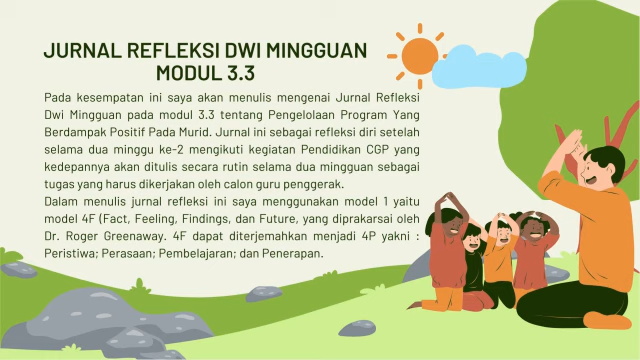 JURNAL REFLEKSI DWI MINGGUAN
MODUL 3.3
Pada kesempatan ini saya akan menulis mengenai Jurnal Refleksi
Dwi Mingguan pada modul 3.3 tentang Pengelolaan Program Yang
Berdampak Positif Pada Murid. Jurnal ini sebagai refleksi diri setelah
selama dua minggu ke-2 mengikuti kegiatan Pendidikan CGP yang
kedepannya akan ditulis secara rutin selama dua mingguan sebagai
tugas yang harus dikerjakan oleh calon guru penggerak.
Dalam menulis jurnal refleksi ini saya menggunakan model 1 yaitu
model 4F (Fact, Feeling, Findings, dan Future, yang diprakarsai oleh
Dr. Roger Greenaway. 4F dapat diterjemahkan menjadi 4P yakni :
Peristiwa; Perasaan; Pembelajaran; dan Penerapan.